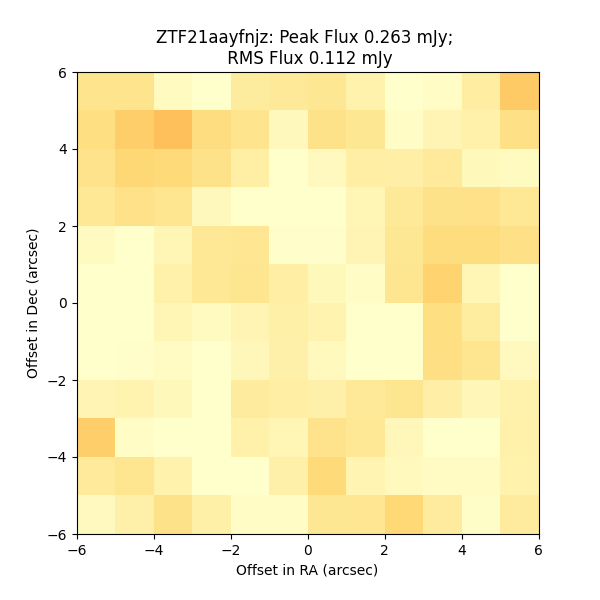 ZTF21aayfnjz: Peak Flux 0.263 mJy;
RMS Flux 0.112 mJy
6
4
2
0
−2
−4
−6
Offset in Dec (arcsec)
−6 −4 −2 0 2 4 6
Offset in RA (arcsec)